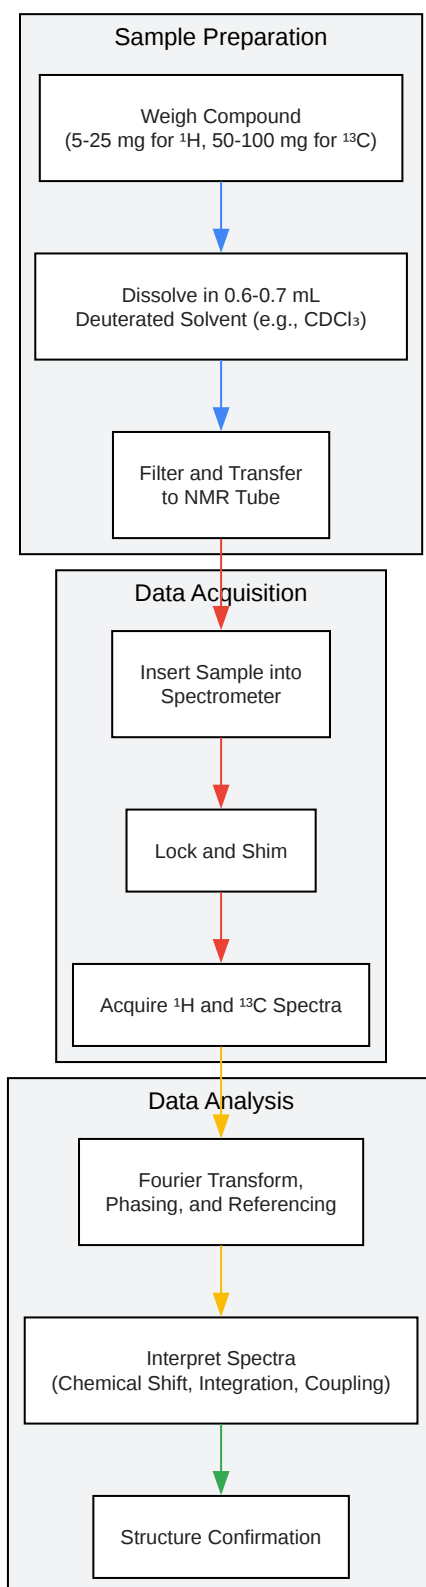 Sample Preparation
Weigh Compound
(5-25 mg for ¹H, 50-100 mg for ¹³C)
Dissolve in 0.6-0.7 mL
Deuterated Solvent (e.g., CDCl₃)
Filter and Transfer
to NMR Tube
Data Acquisition
Insert Sample into
Spectrometer
Lock and Shim
Acquire ¹H and ¹³C Spectra
Data Analysis
Fourier Transform,
Phasing, and Referencing
Interpret Spectra
(Chemical Shift, Integration, Coupling)
Structure Confirmation